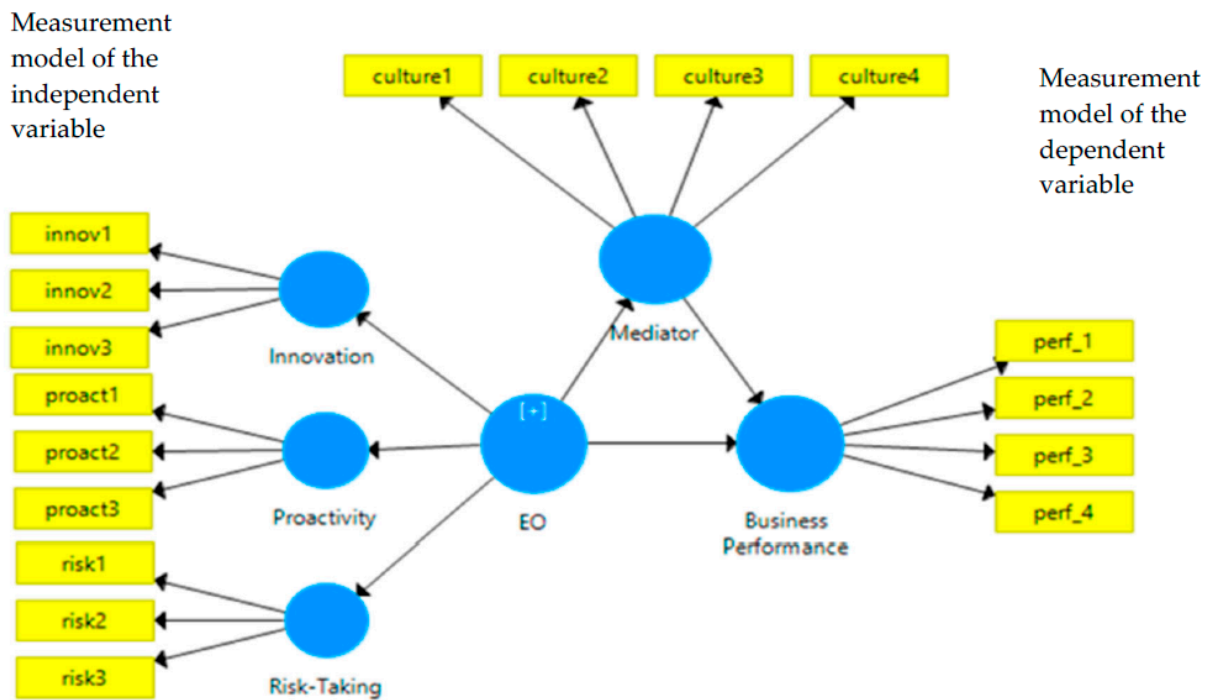 Measurement
model of the
independent
variable
culture1
culture2
culture3
culture4
Measurement
model of the
dependent
variable
innov1
innov2
innov3
Innovation
Mediator
proact1
proact2
proact3
Proactivity
[+]
EO
perf_1
perf_2
perf_3
perf_4
Business
Performance
risk1
risk2
risk3
Risk-Taking